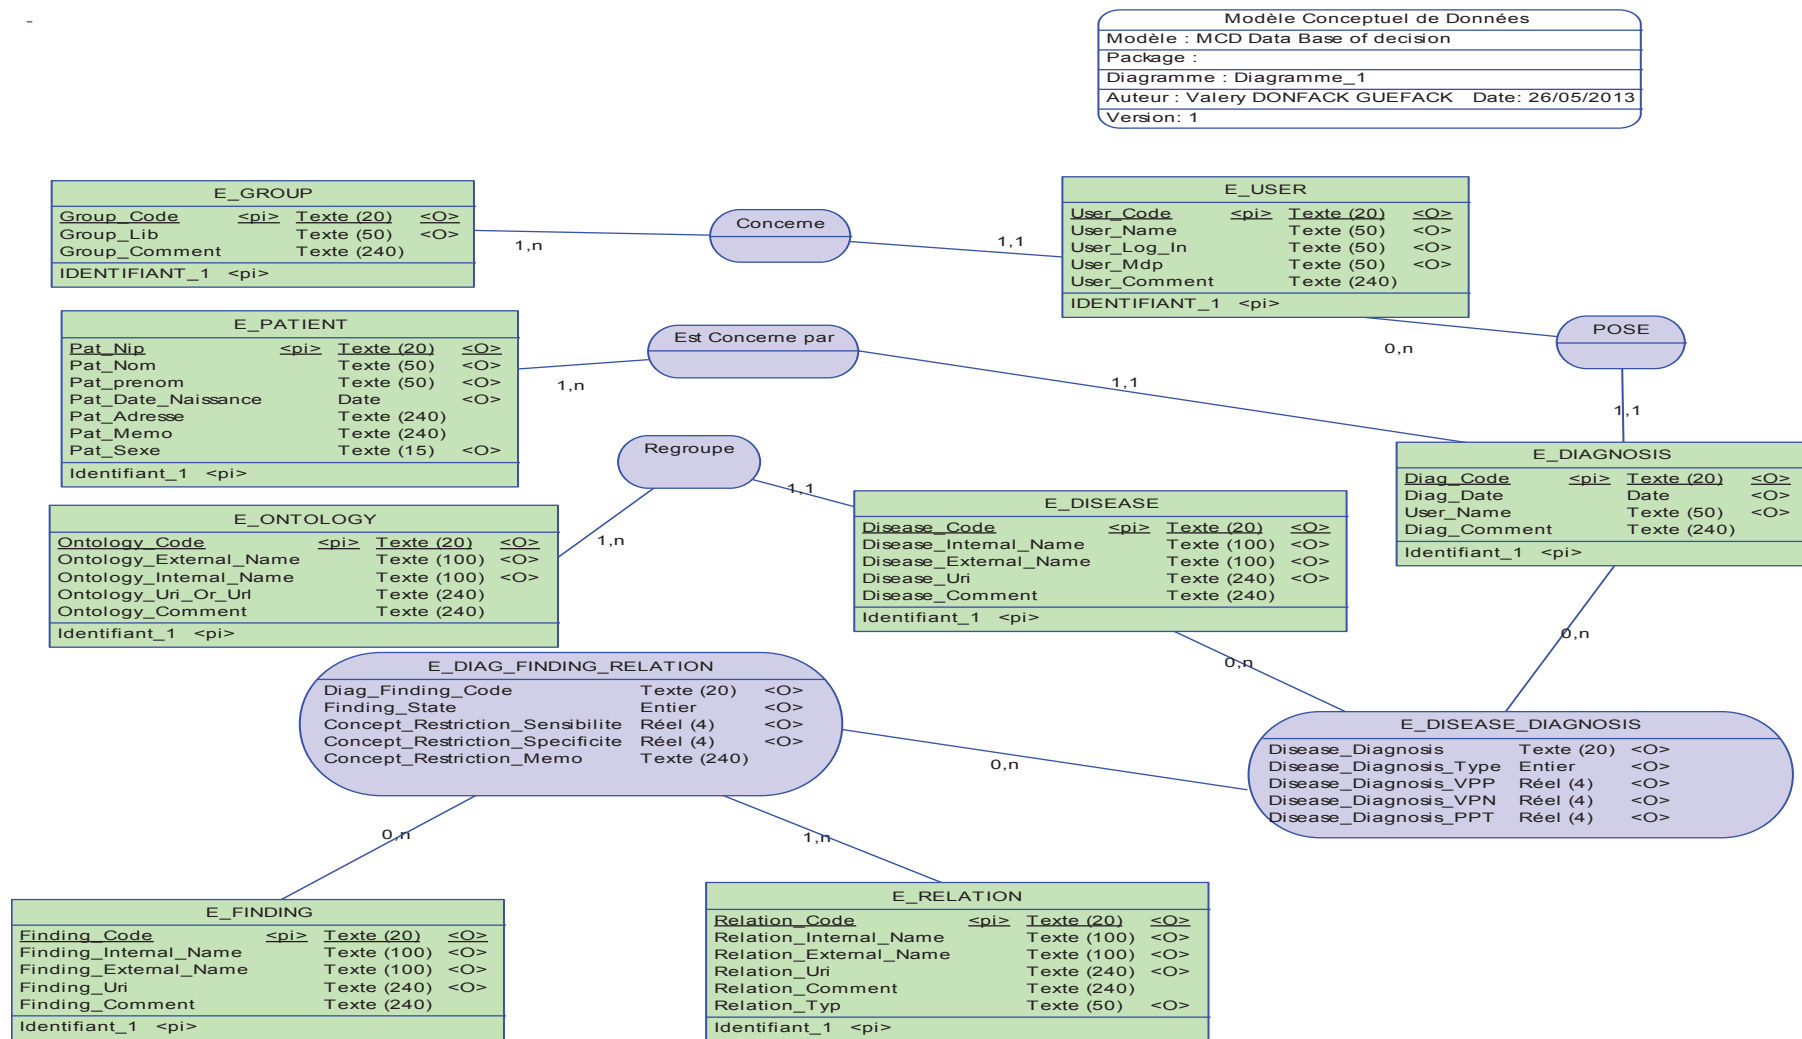 -
Modèle Conceptuel de Données
Modèle : MCD Data Base of decision
Package :
Diagramme : Diagramme_1
Auteur : Valery DONFACK GUEFACK Date: 26/05/2013
Version: 1
E_GROUP
Group_Code <pi> Texte (20) <O>
Group_Lib Texte (50) <O>
Group_Comment Texte (240)
IDENTIFIANT_1 <pi>
1,n
Concerne
1,1
E_USER
User_Code <pi> Texte (20) <O>
User_Name Texte (50) <O>
User_Log_In Texte (50) <O>
User_Mdp Texte (50) <O>
User_Comment Texte (240)
IDENTIFIANT_1 <pi>
E_PATIENT
Pat_Nip <pi> Texte (20) <O>
Pat_Nom Texte (50) <O>
Pat_prenom Texte (50) <O>
Pat_Date_Naissance Date <O>
Pat_Adresse Texte (240)
Pat_Memo Texte (240)
Pat_Sexe Texte (15) <O>
Identifiant_1 <pi>
1,n
Est Concerne par
1,1
0,n
POSE
1,1
Regroupe
1,1
1,n
E_DIAGNOSIS
Diag_Code <pi> Texte (20) <O>
Diag_Date Date <O>
User_Name Texte (50) <O>
Diag_Comment Texte (240)
Identifiant_1 <pi>
E_ONTOLOGY
Ontology_Code <pi> Texte (20) <O>
Ontology_External_Name Texte (100) <O>
Ontology_Internal_Name Texte (100) <O>
Ontology_Uri_Or_Url Texte (240)
Ontology_Comment Texte (240)
Identifiant_1 <pi>
E_DISEASE
Disease_Code <pi> Texte (20) <O>
Disease_Internal_Name Texte (100) <O>
Disease_External_Name Texte (100) <O>
Disease_Uri Texte (240) <O>
Disease_Comment Texte (240)
Identifiant_1 <pi>
0,n
0,n
E_DIAG_FINDING_RELATION
Diag_Finding_Code Texte (20) <O>
Finding_State Entier <O>
Concept_Restriction_Sensibilite Réel (4) <O>
Concept_Restriction_Specificite Réel (4) <O>
Concept_Restriction_Memo Texte (240)
0,n
E_DISEASE_DIAGNOSIS
Disease_Diagnosis Texte (20) <O>
Disease_Diagnosis_Type Entier <O>
Disease_Diagnosis_VPP Réel (4) <O>
Disease_Diagnosis_VPN Réel (4) <O>
Disease_Diagnosis_PPT Réel (4) <O>
0,n
1,n
E_FINDING
Finding_Code <pi> Texte (20) <O>
Finding_Internal_Name Texte (100) <O>
Finding_External_Name Texte (100) <O>
Finding_Uri Texte (240) <O>
Finding_Comment Texte (240)
Identifiant_1 <pi>
E_RELATION
Relation_Code <pi> Texte (20) <O>
Relation_Internal_Name Texte (100) <O>
Relation_External_Name Texte (100) <O>
Relation_Uri Texte (240) <O>
Relation_Comment Texte (240)
Relation_Typ Texte (50) <O>
Identifiant_1 <pi>